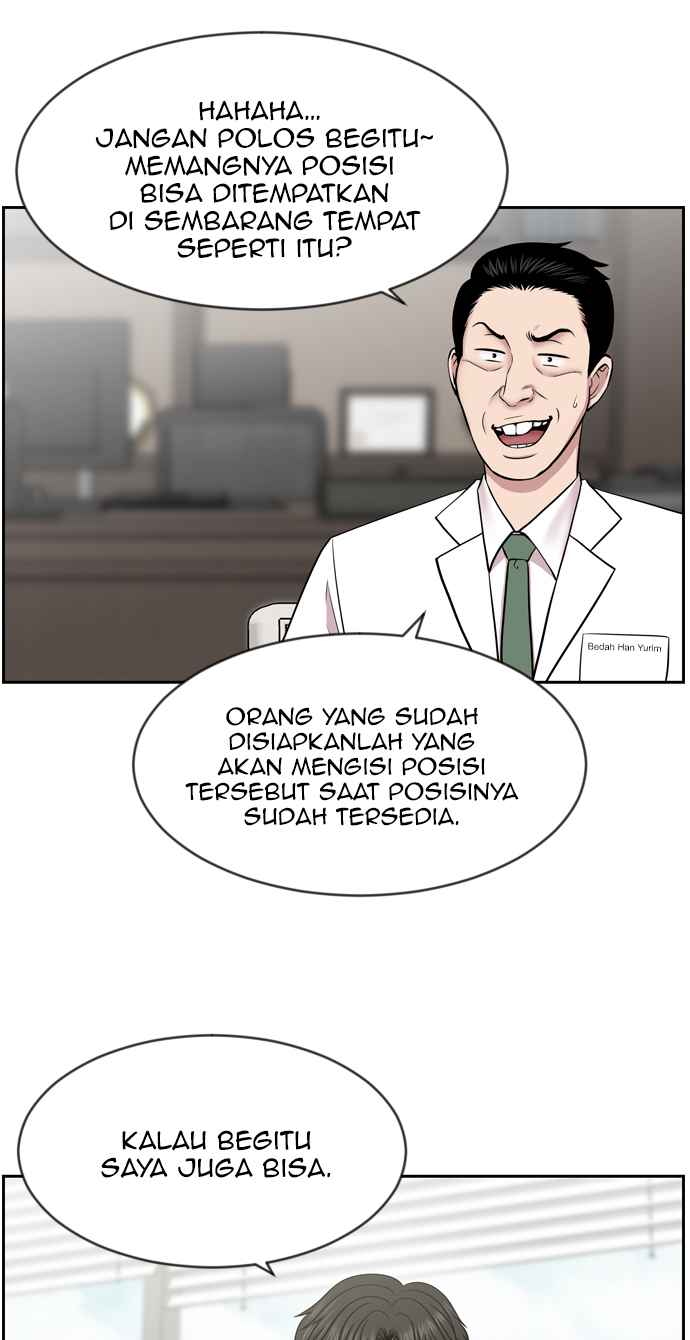 HAHAHA...
JANGAN POLOS BEGITU~
MEMANGNYA POSISI
BISA DITEMPATKAN
DI SEMBARANG TEMPAT
SEPERTI ITU?
Bedah Han Yurim
ORANG YANG SUDAH
DISIAPKANLAH YANG
AKAN MENGISI POSISI
TERSEBUT SAAT POSISINYA
SUDAH TERSEDIA.
KALAU BEGITU
SAYA JUGA BISA.